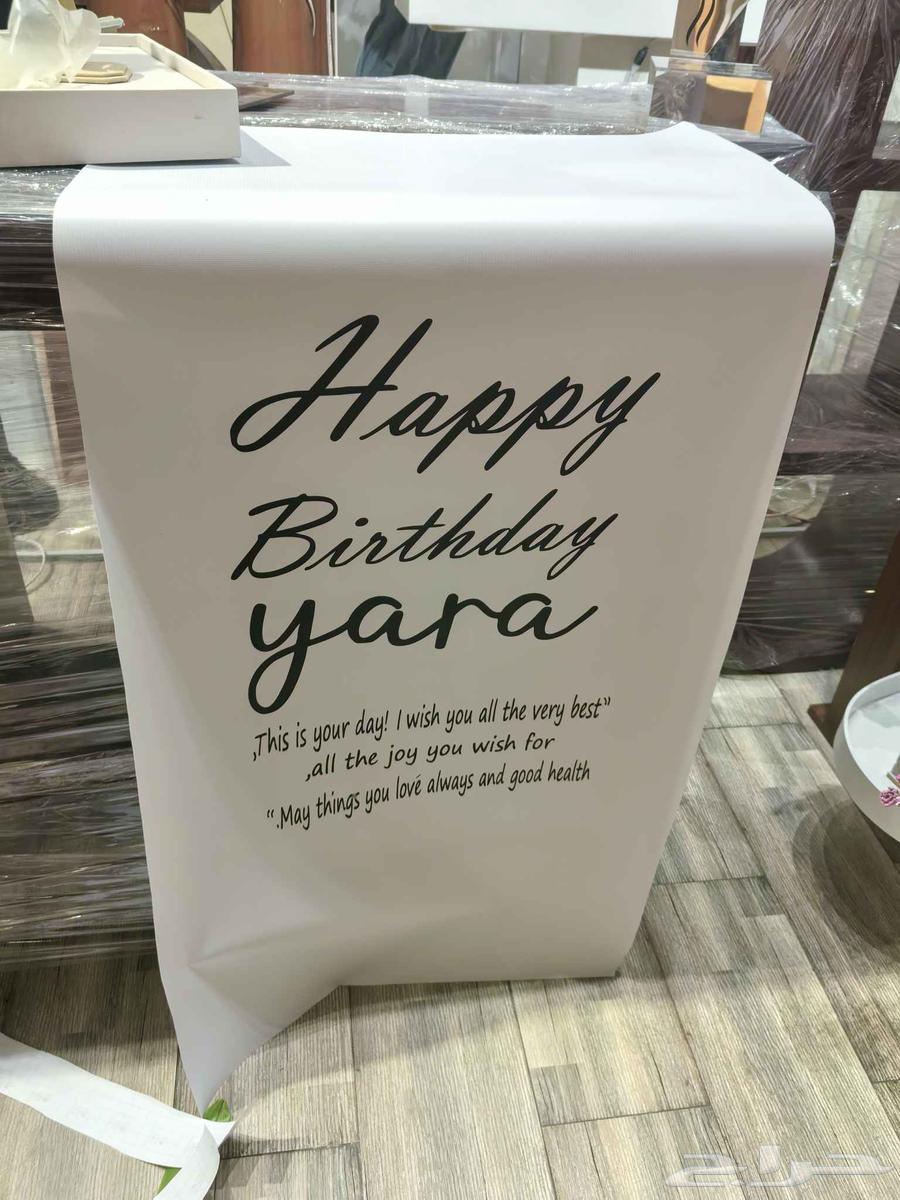 Happy
Birthday
yara
,This is your day! I wish you all the very best”
,all the joy you wish for
“.May things you lové always and good health
حراج